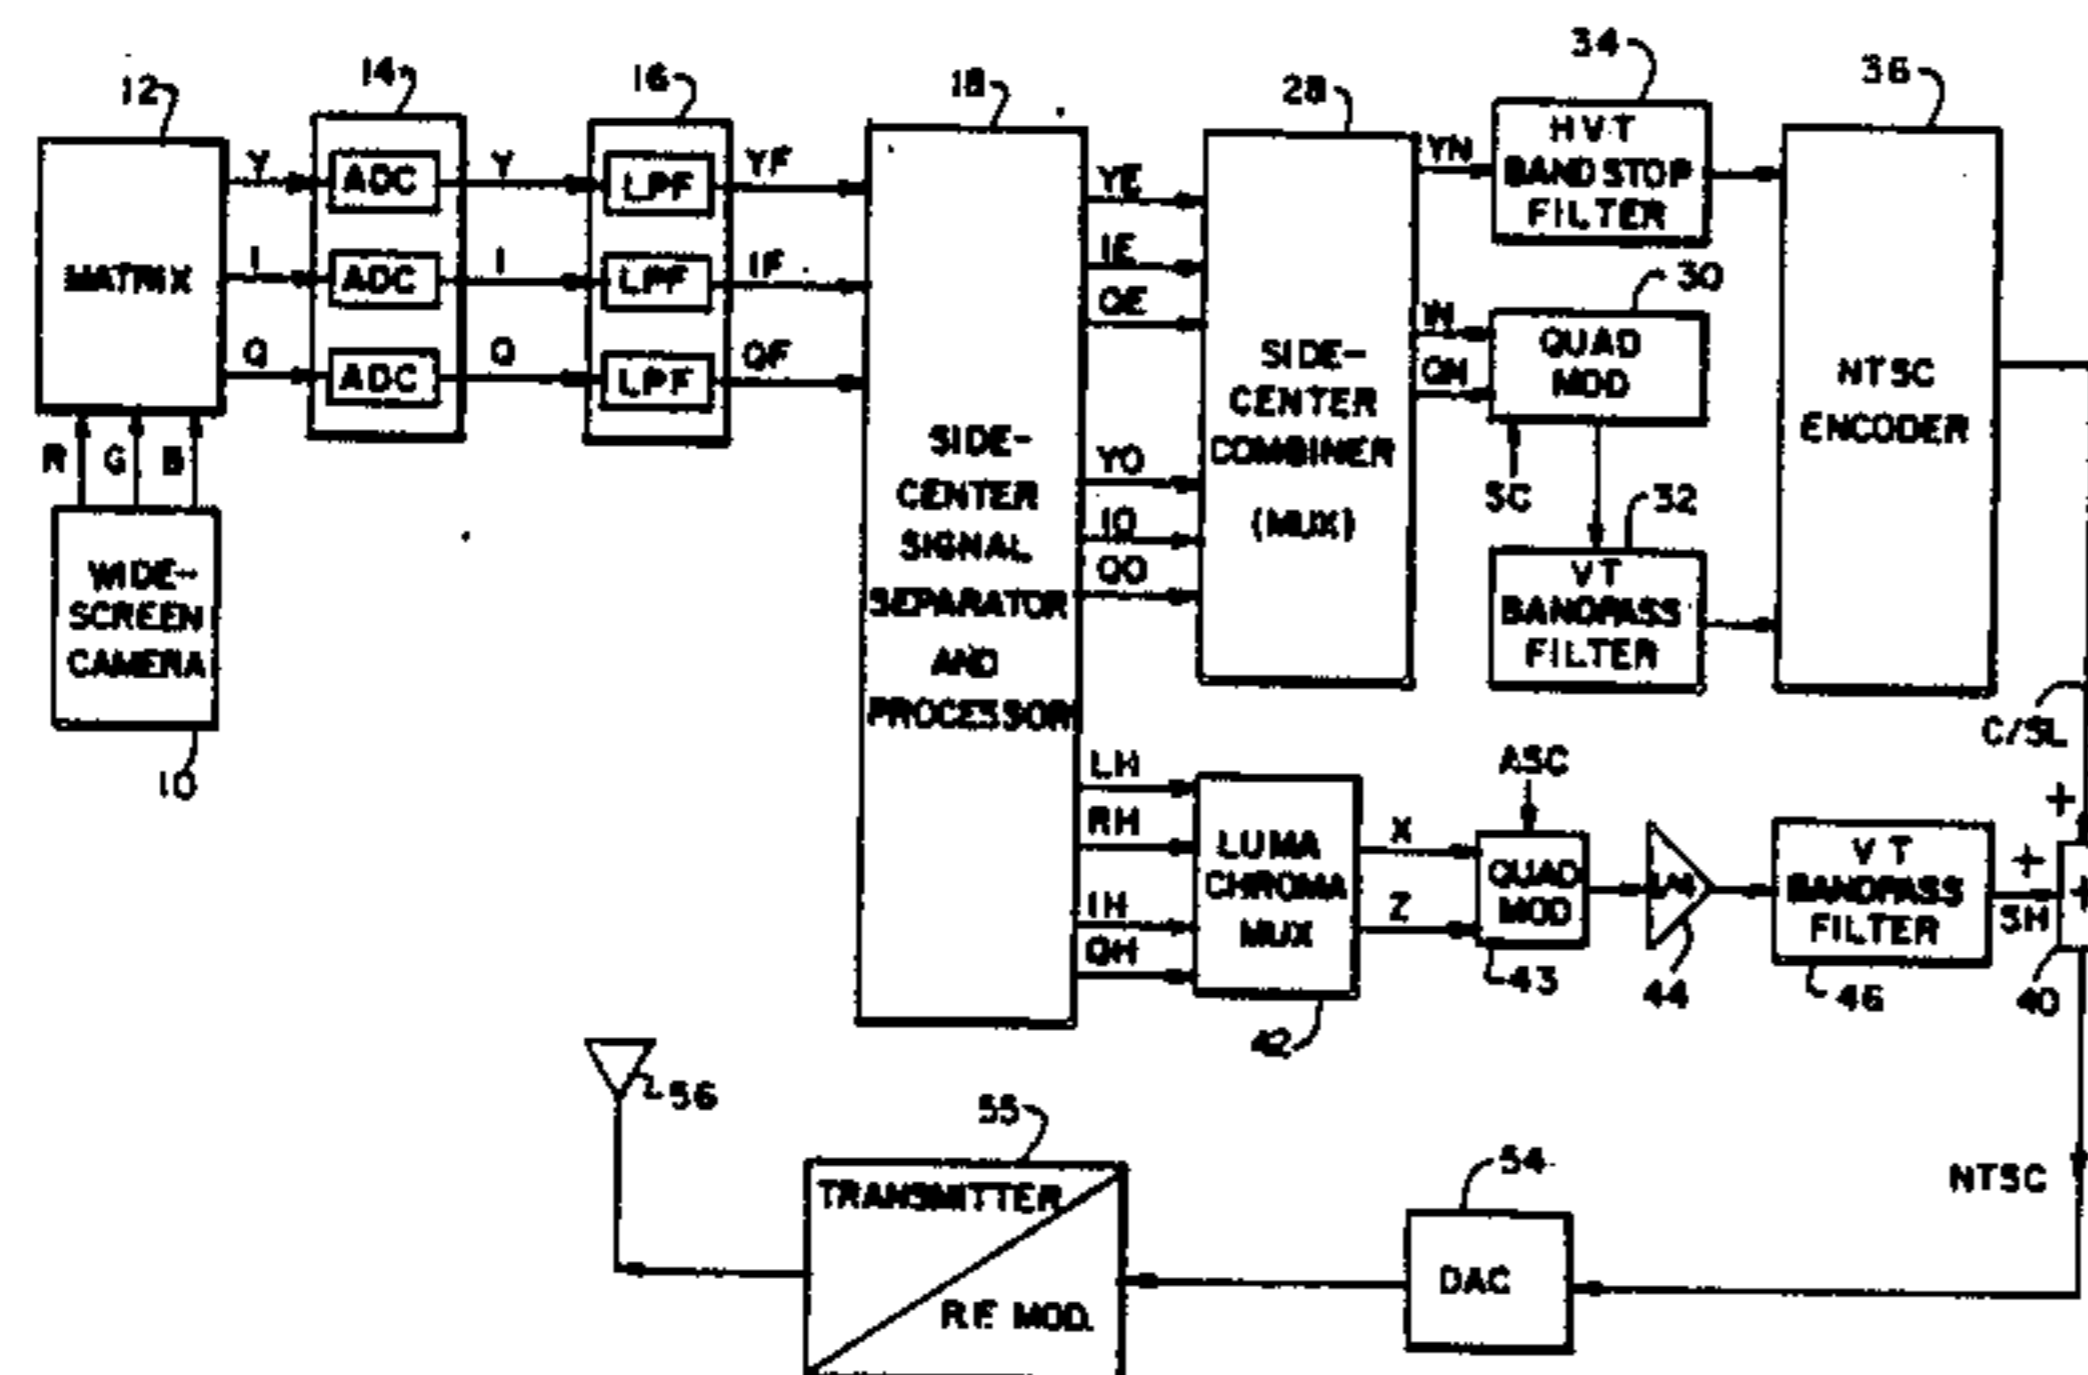 12
14
16
18
28
34
36
MATRIX
Y
I
Q
ADC
ADC
ADC
Y
I
Q
LPF
LPF
LPF
YF
IF
QF
R G B
WIDE-
SCREEN
CAMERA
10
SIDE-
CENTER
SIGNAL
SEPARATOR
AND
PROCESSOR
YE
IE
QE
YO
IO
QO
LH
RH
IH
QH
SIDE-
CENTER
COMBINER
(MUX)
YN
IN
QN
HVT
BANDSTOP
FILTER
30
QUAD
MOD
SC
32
VT
BANDPASS
FILTER
NTSC
ENCODER
C/SL
LUMA
CHROMA
MUX
42
X
Z
ASC
QUAD
MOD
43
44
VT
BANDPASS
FILTER
46
+
+
+
SH
40
NTSC
54
DAC
55
TRANSMITTER
R.F. MOD.
56